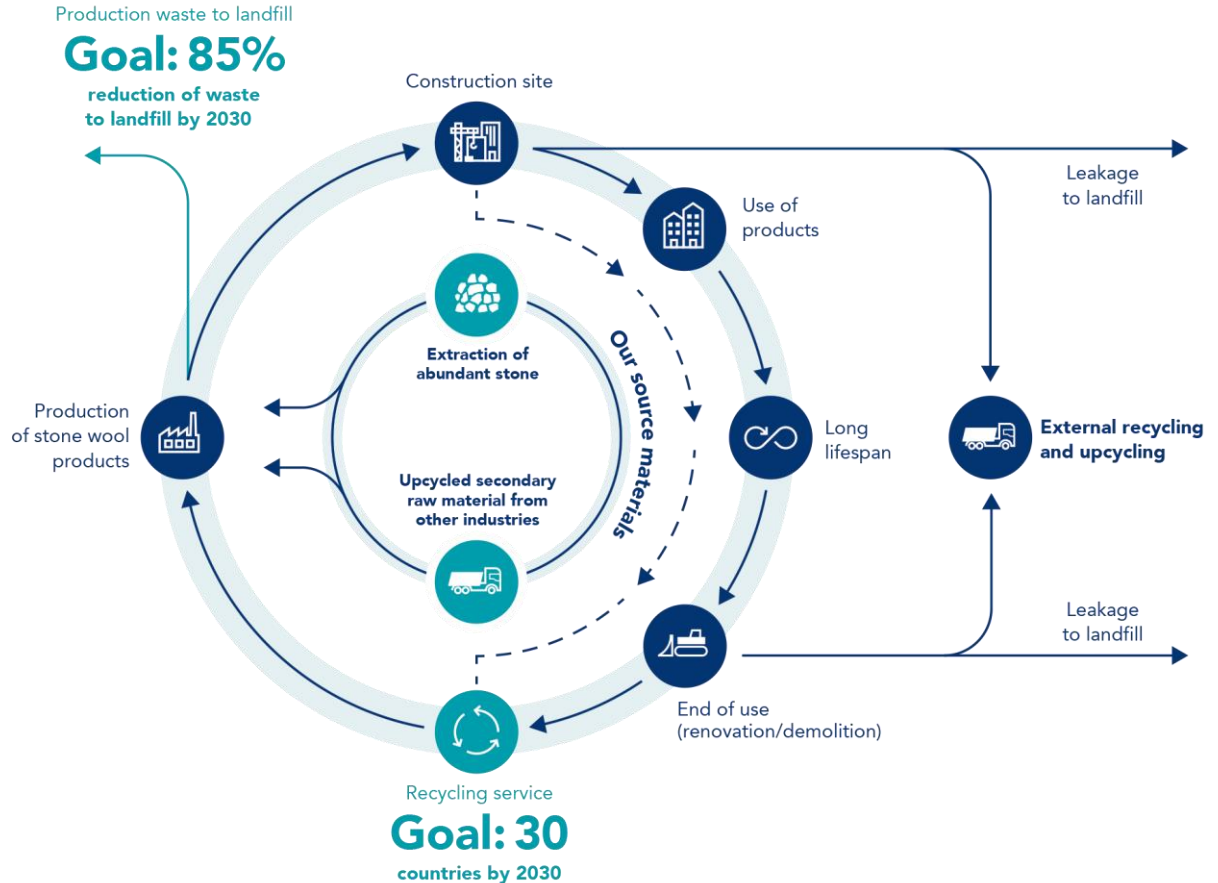 Production waste to landfill
Goal: 85%
reduction of waste
to landfill by 2030
Construction site
Leakage
to landfill
Use of
products
Extraction of
abundant stone
Our source materials
Production
of stone wool
products
Long
lifespan
External recycling
and upcycling
Upcycled secondary
raw material from
other industries
Leakage
to landfill
End of use
(renovation/demolition)
Recycling service
Goal: 30
countries by 2030